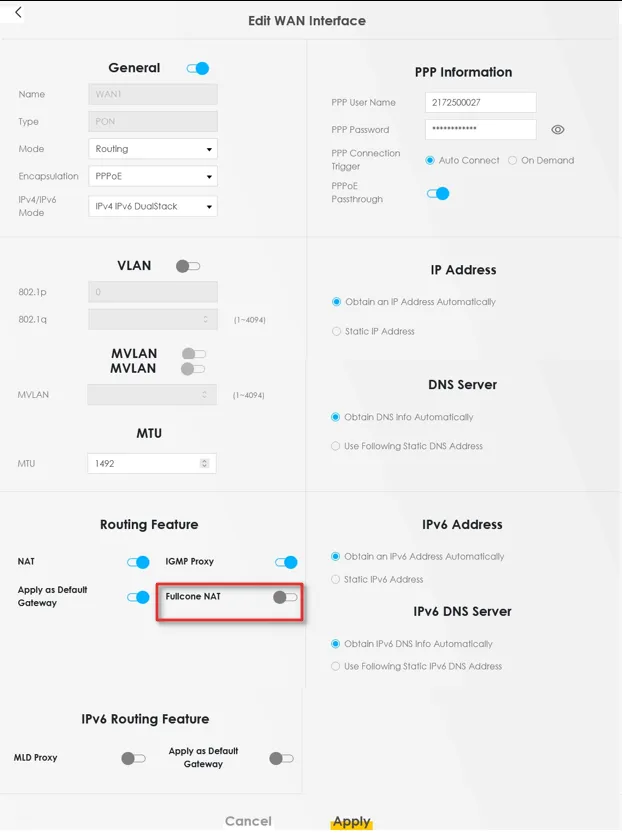 Edit WAN Interface
General
Name
WAN1
Type
PON
Mode
Routing
Encapsulation
PPPoE
IPv4/IPv6
Mode
IPv4 IPv6 DualStack
PPP Information
PPP User Name
2172500027
PPP Password
************
PPP Connection
Trigger
Auto Connect
On Demand
PPPoE
Passthrough
VLAN
802.1p
0
802.1q
(1~4094)
MVLAN
MVLAN
MVLAN
(1~4094)
MTU
MTU
1492
IP Address
Obtain an IP Address Automatically
Static IP Address
DNS Server
Obtain DNS Info Automatically
Use Following Static DNS Address
Routing Feature
NAT
IGMP Proxy
Apply as Default
Gateway
Fullcone NAT
IPv6 Address
Obtain an IPv6 Address Automatically
Static IPv6 Address
IPv6 DNS Server
Obtain IPv6 DNS Info Automatically
Use Following Static IPv6 DNS Address
IPv6 Routing Feature
MLD Proxy
Apply as Default
Gateway
Cancel
Apply